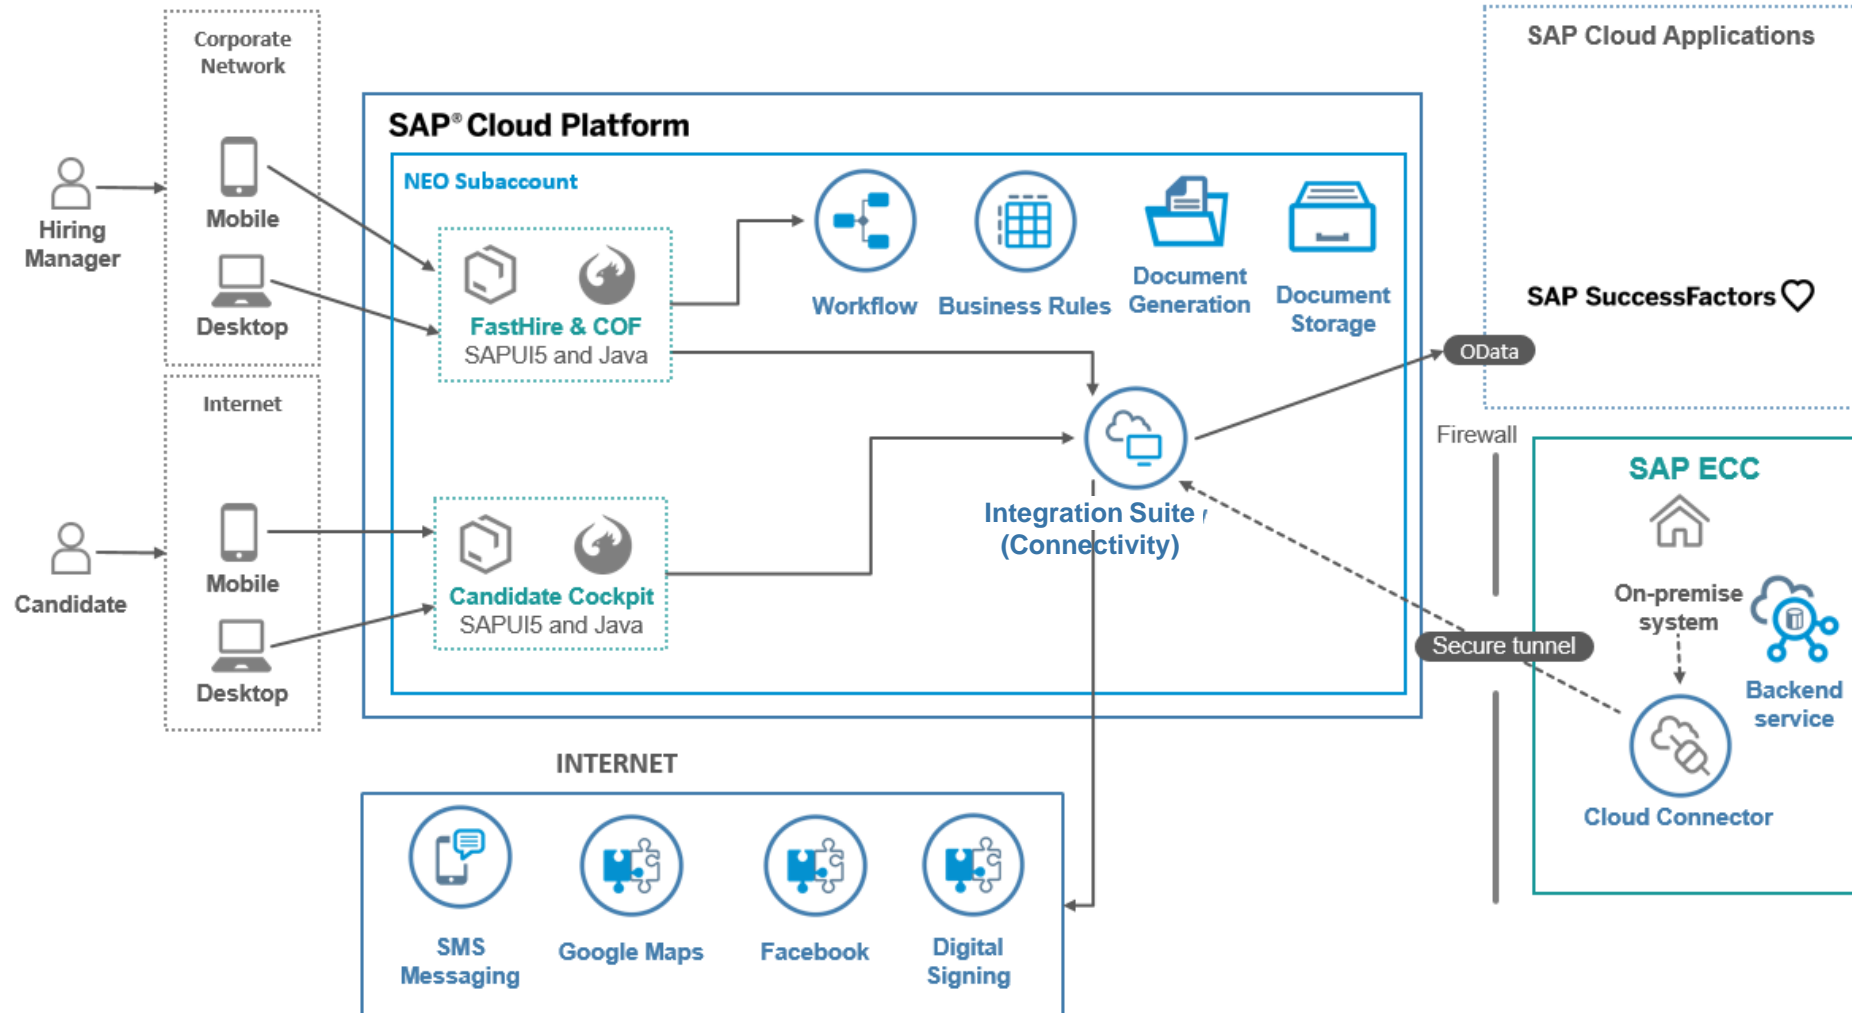 Corporate
Network
Mobile
Desktop
Hiring
Manager
Internet
Mobile
Desktop
Candidate
SAP® Cloud Platform
NEO Subaccount
FastHire & COF
SAPUI5 and Java
Workflow
Business Rules
Document
Generation
Document
Storage
Integration Suite
(Connectivity)
Candidate Cockpit
SAPUI5 and Java
SAP Cloud Applications
SAP SuccessFactors
OData
Firewall
SAP ECC
On-premise
system
Secure tunnel
Backend
service
Cloud Connector
INTERNET
SMS
Messaging
Google Maps
Facebook
Digital
Signing